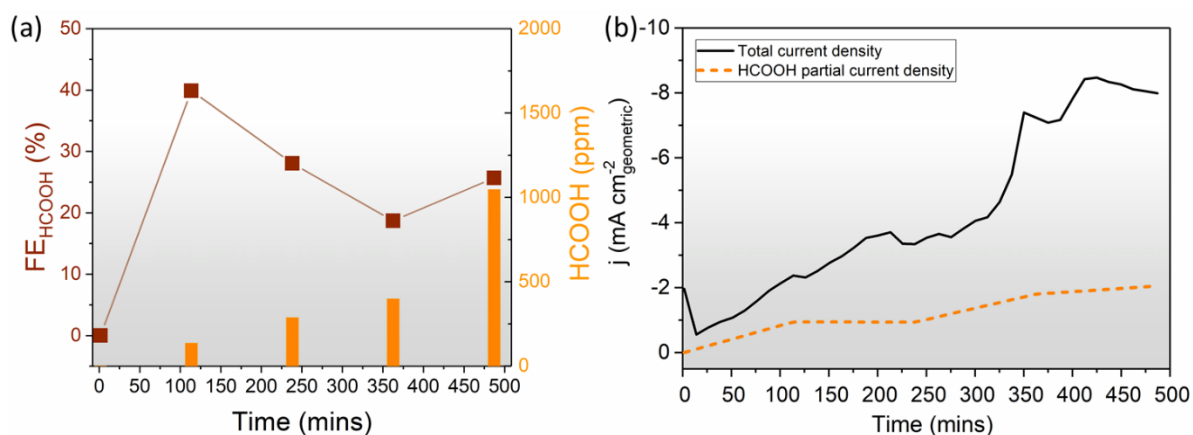 (a)
50
40
30
20
10
0
FE_HCOOH (%)
2000
1500
1000
500
0
HCOOH (ppm)
0 50 100 150 200 250 300 350 400 450 500
Time (mins)
(b)
-10
-8
-6
-4
-2
0
j (mA cm⁻²geometric)
Total current density
HCOOH partial current density
0 50 100 150 200 250 300 350 400 450 500
Time (mins)